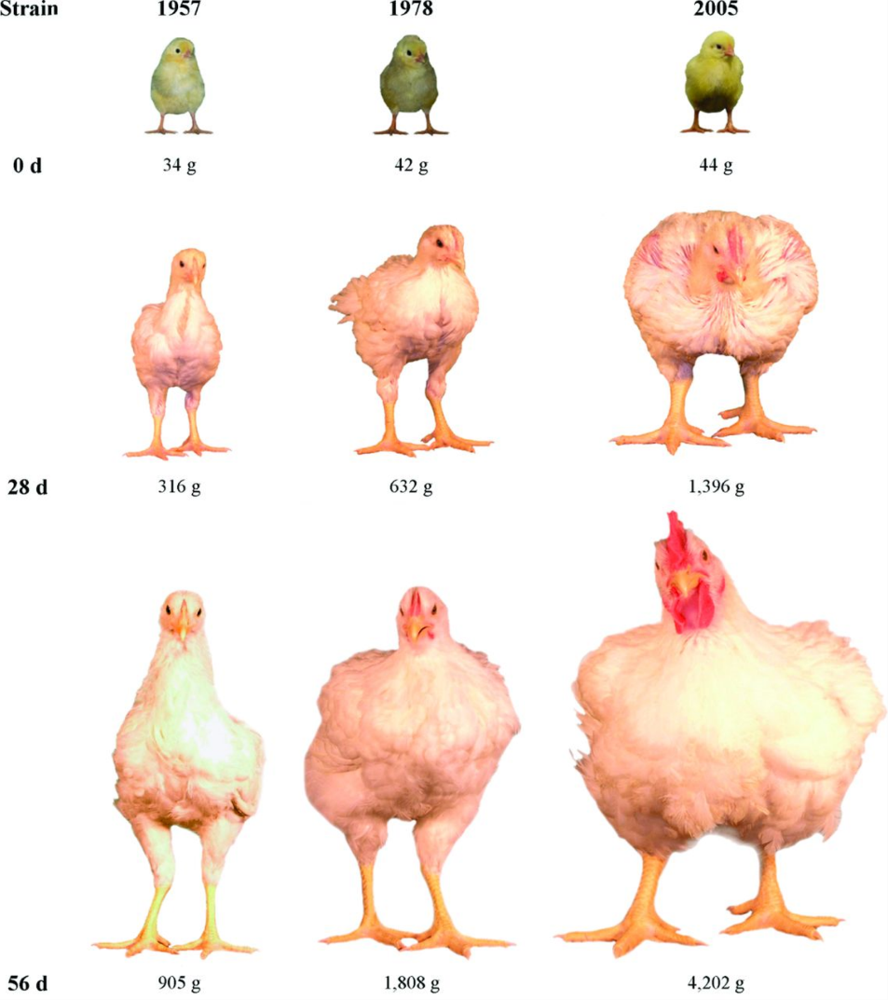 Strain 1957 1978 2005
0 d 34 g 42 g 44 g
28 d 316 g 632 g 1,396 g
56 d 905 g 1,808 g 4,202 g